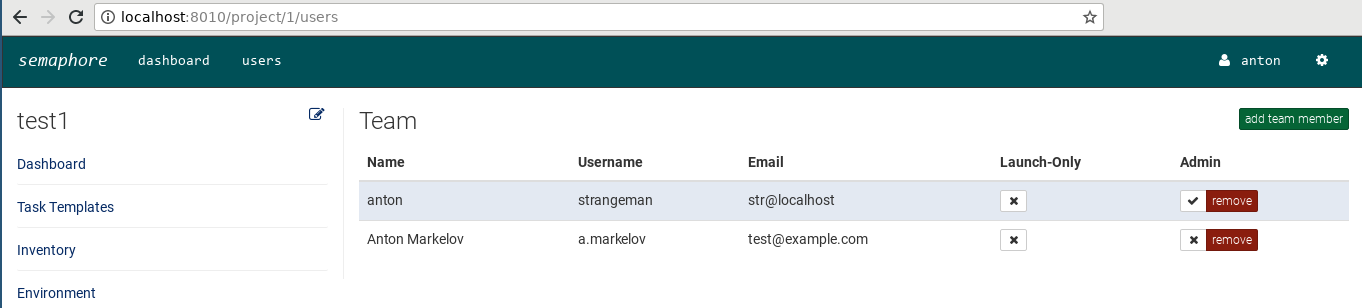 localhost:8010/project/1/users
semaphore dashboard users anton
test1
Dashboard
Task Templates
Inventory
Environment
Team add team member
Name Username Email Launch-Only Admin
anton strangeman str@localhost remove
Anton Markelov a.markelov test@example.com remove